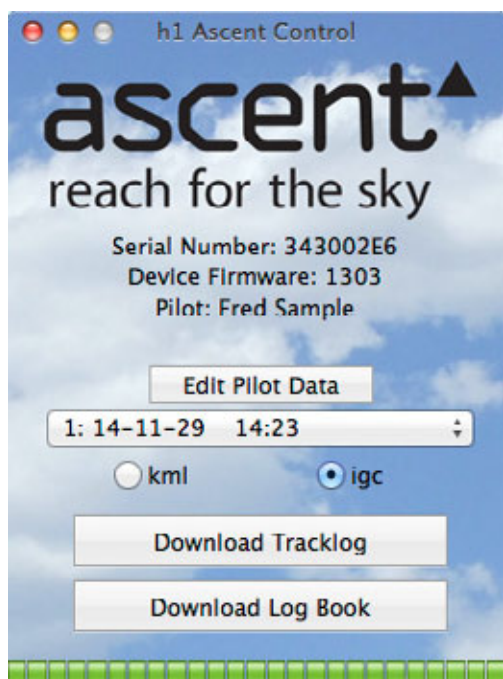 h1 Ascent Control
ascent
reach for the sky
Serial Number: 343002E6
Device Firmware: 1303
Pilot: Fred Sample
Edit Pilot Data
1: 14-11-29 14:23
kml igc
Download Tracklog
Download Log Book